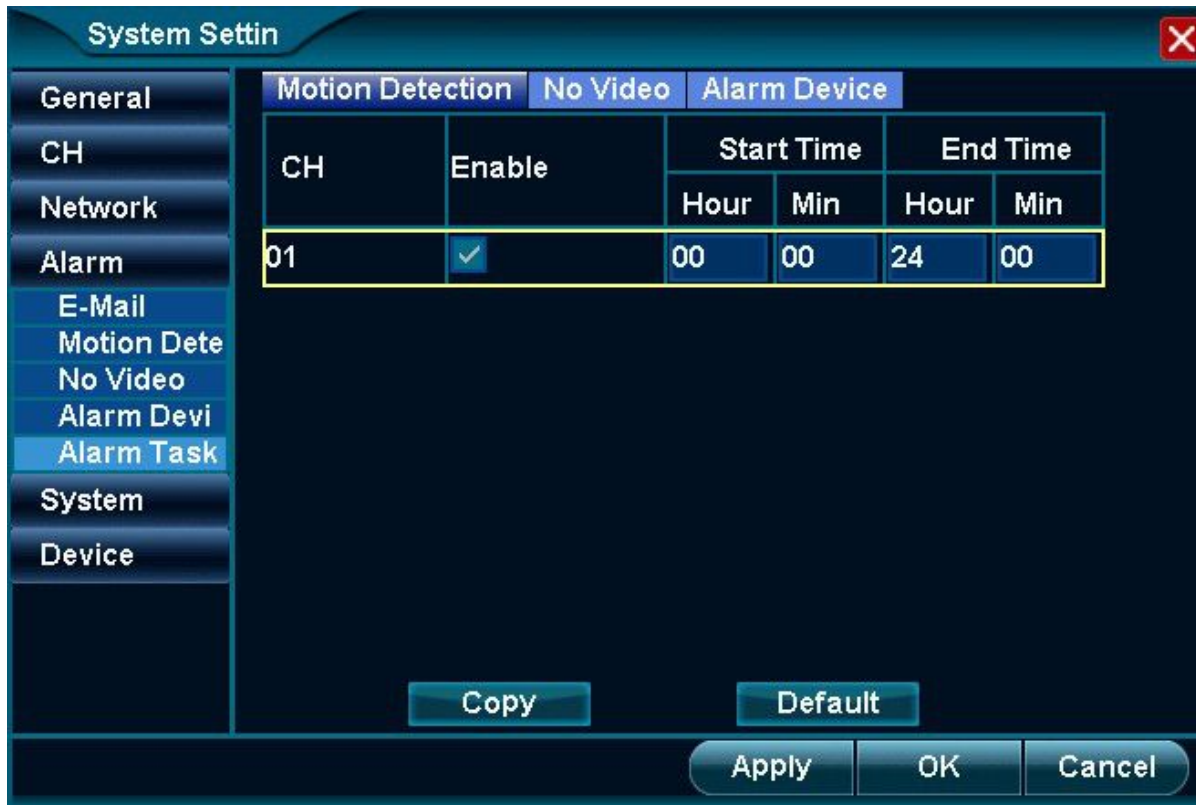 System Settin
General
CH
Network
Alarm
E-Mail
Motion Dete
No Video
Alarm Devi
Alarm Task
System
Device
Motion Detection No Video Alarm Device
CH Enable Start Time End Time
Hour Min Hour Min
01 00 00 24 00
Copy Default
Apply OK Cancel